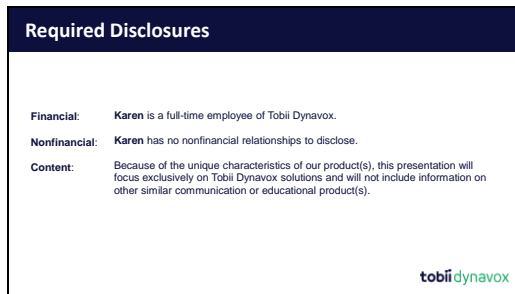 Required Disclosures
Financial: Karen is a full-time employee of Tobii Dynavox.
Nonfinancial: Karen has no nonfinancial relationships to disclose.
Content: Because of the unique characteristics of our product(s), this presentation will
focus exclusively on Tobii Dynavox solutions and will not include information on
other similar communication or educational product(s).
tobii dynavox